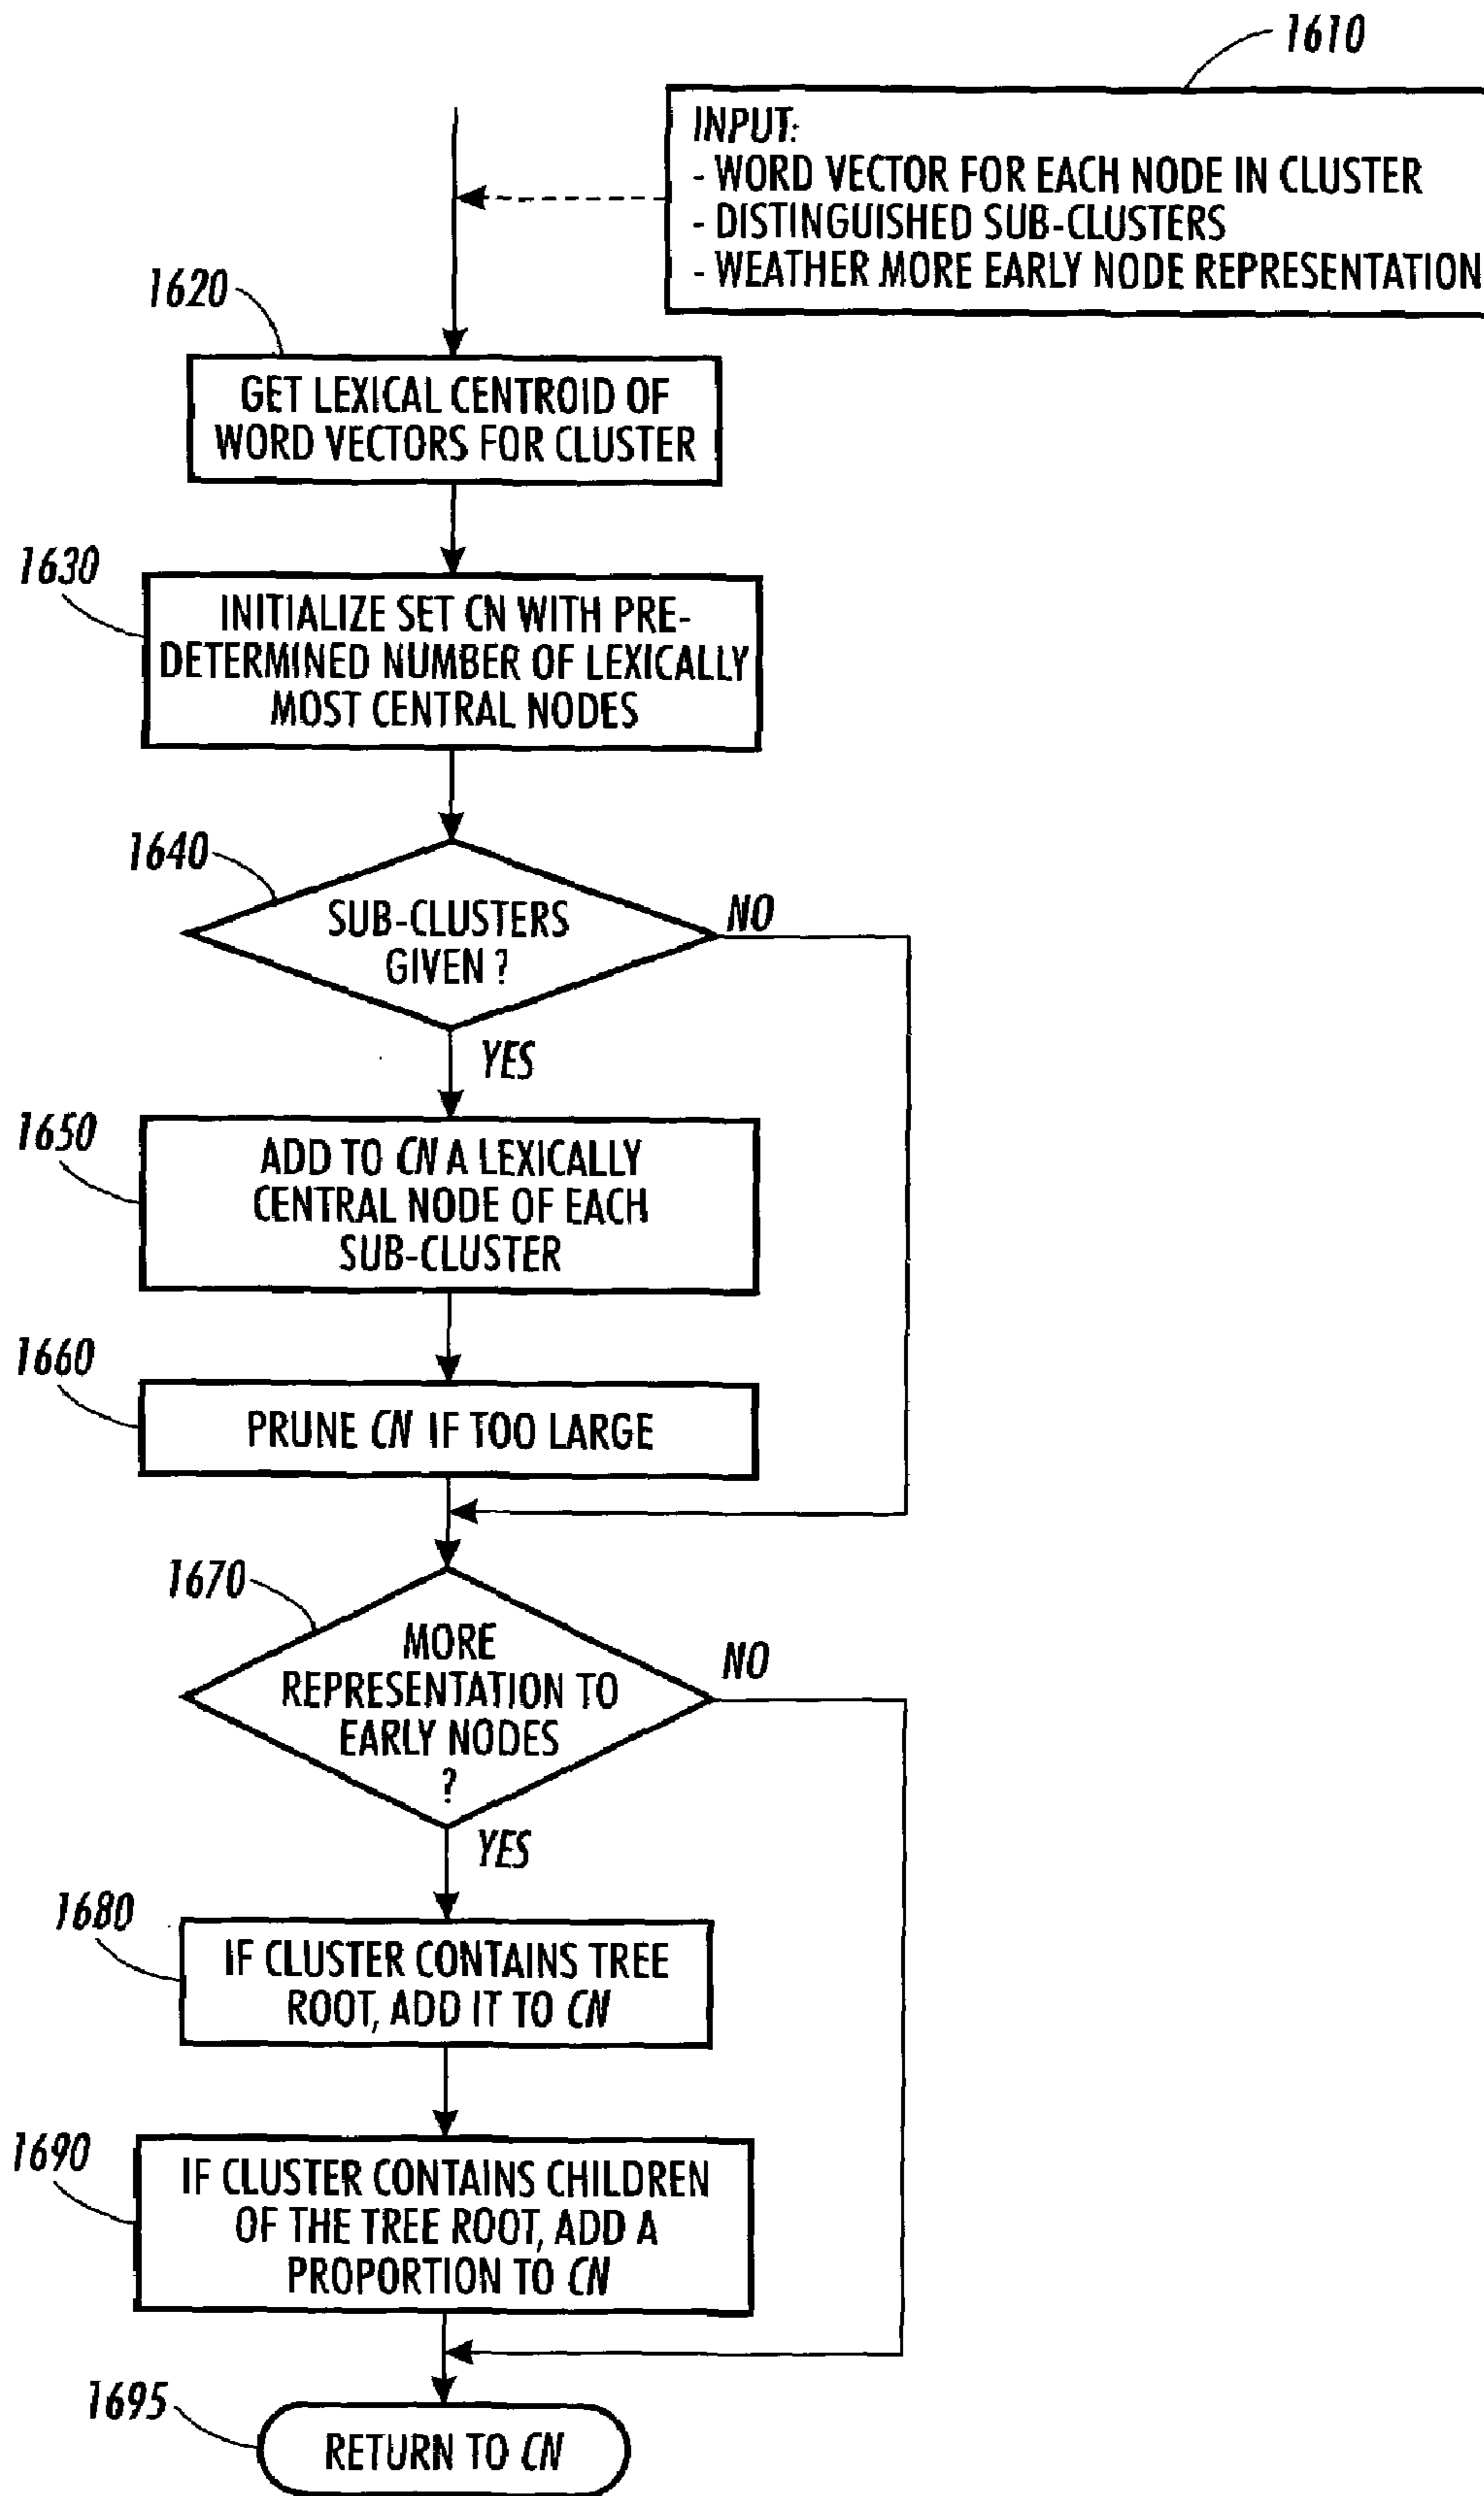 1610
INPUT:
- WORD VECTOR FOR EACH NODE IN CLUSTER
- DISTINGUISHED SUB-CLUSTERS
- WEATHER MORE EARLY NODE REPRESENTATION
1620
GET LEXICAL CENTROID OF
WORD VECTORS FOR CLUSTER
1630
INITIALIZE SET CN WITH PRE-
DETERMINED NUMBER OF LEXICALLY
MOST CENTRAL NODES
1640
SUB-CLUSTERS
GIVEN ?
NO
YES
1650
ADD TO CN A LEXICALLY
CENTRAL NODE OF EACH
SUB-CLUSTER
1660
PRUNE CN IF TOO LARGE
1670
MORE
REPRESENTATION TO
EARLY NODES
?
NO
YES
1680
IF CLUSTER CONTAINS TREE
ROOT, ADD IT TO CN
1690
IF CLUSTER CONTAINS CHILDREN
OF THE TREE ROOT, ADD A
PROPORTION TO CN
1695
RETURN TO CN